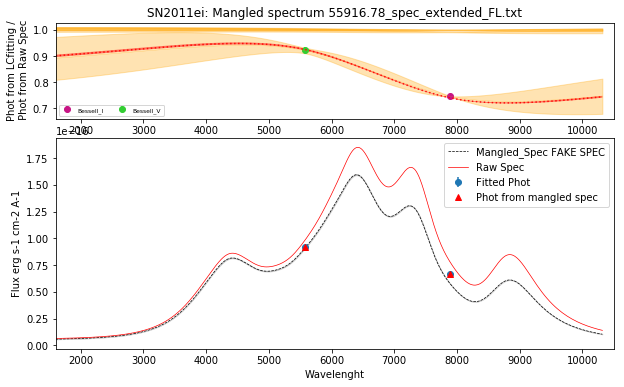 SN2011ei: Mangled spectrum 55916.78_spec_extended_FL.txt
Phot from LCfitting /
Phot from Raw Spec
1.0
0.9
0.8
0.7
Bessell_I
Bessell_V
2000 3000 4000 5000 6000 7000 8000 9000 10000
1e−16
Flux erg s-1 cm-2 A-1
1.75
1.50
1.25
1.00
0.75
0.50
0.25
0.00
Mangled_Spec FAKE SPEC
Raw Spec
Fitted Phot
Phot from mangled spec
2000 3000 4000 5000 6000 7000 8000 9000 10000
Wavelenght